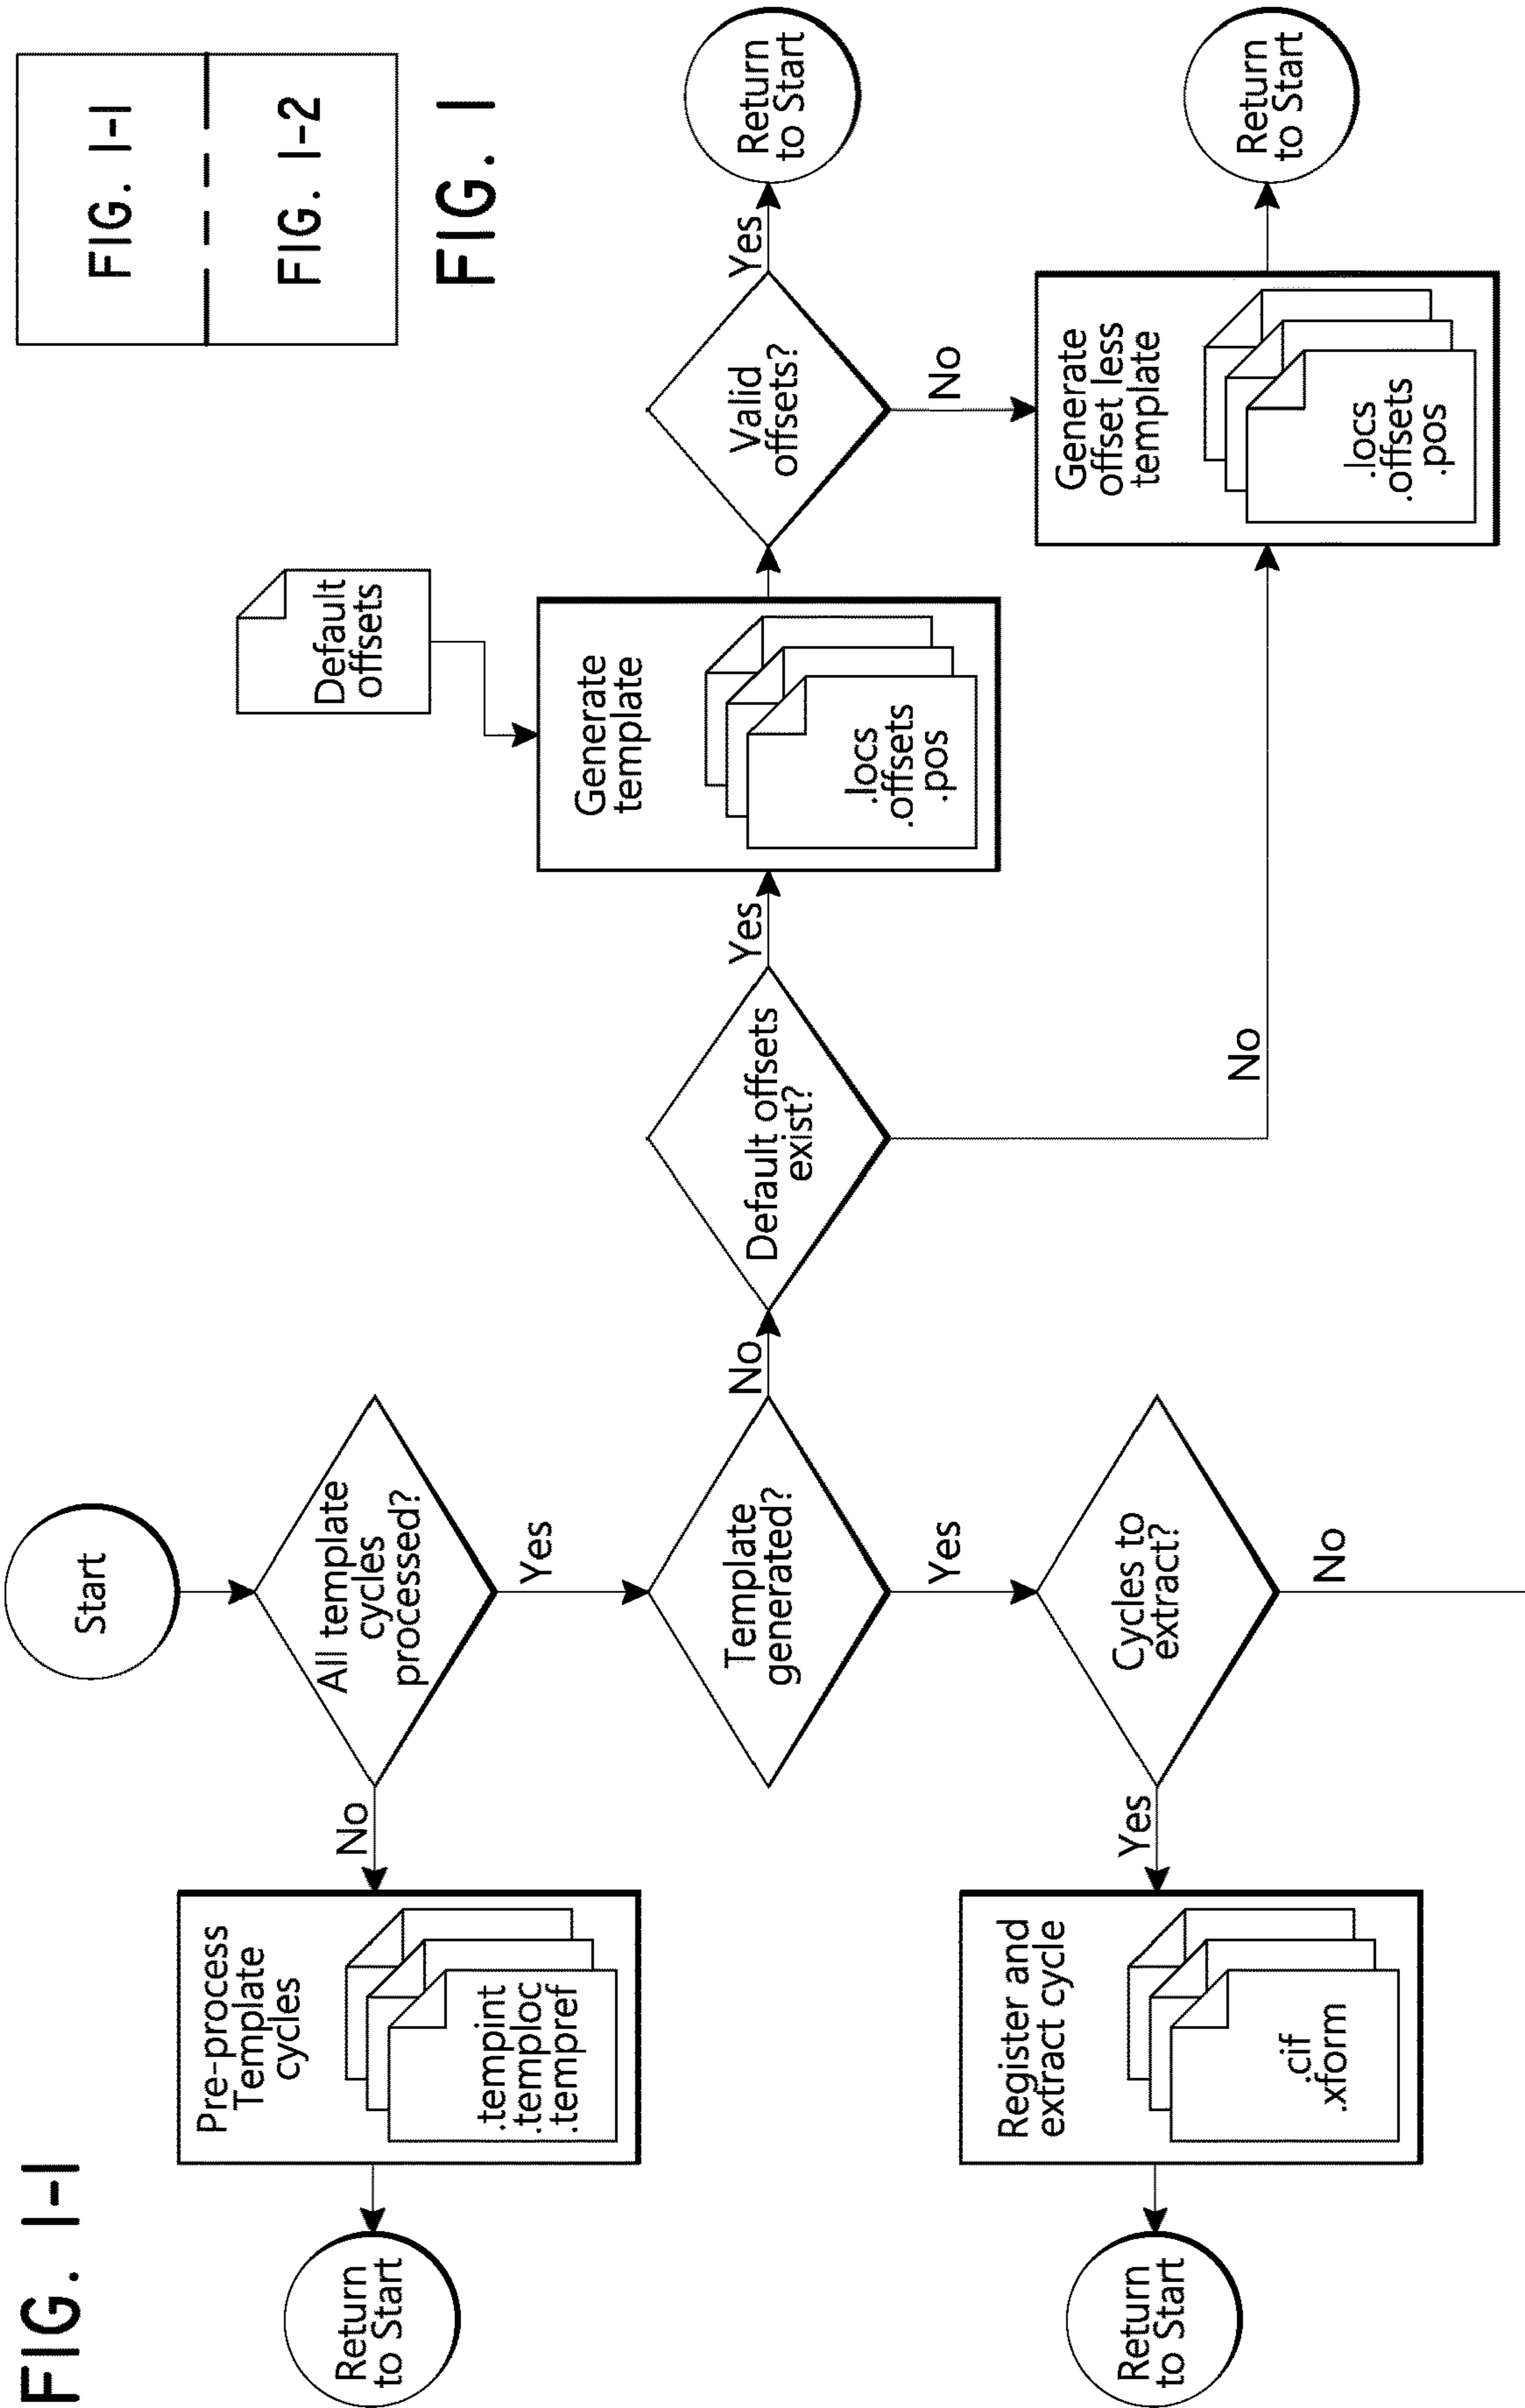 FIG. 1-1
FIG. 1-1
FIG. 1-2
FIG. 1
Start
All template
cycles
processed?
No
Pre-process
Template
cycles
.tempint
.temploc
.tempref
Return
to Start
Yes
Template
generated?
No
Default offsets
exist?
Yes
Default
offsets
Generate
template
.locs
.offsets
.pos
Valid
offsets?
Yes
Return
to Start
No
No
Generate
offset less
template
.locs
.offsets
.pos
Return
to Start
Yes
Cycles to
extract?
Yes
Register and
extract cycle
.cif
.xform
Return
to Start
No